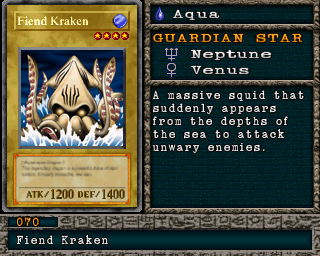 Fiend Kraken
ATK/1200 DEF/1400
Aqua
GUARDIAN STAR
Neptune
Venus
A massive squid that
suddenly appears
from the depths of
the sea to attack
unwary enemies.
070
Fiend Kraken